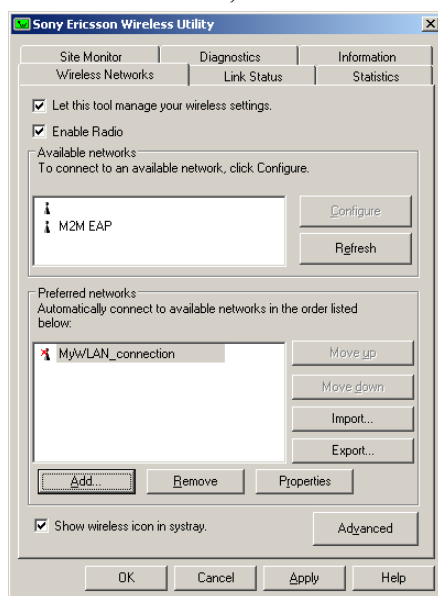 Sony Ericsson Wireless Utility
Site Monitor Diagnostics Information
Wireless Networks Link Status Statistics
Let this tool manage your wireless settings.
Enable Radio
Available networks
To connect to an available network, click Configure.
M2M EAP
Configure
Refresh
Preferred networks
Automatically connect to available networks in the order listed
below:
MyWLAN_connection
Move up
Move down
Import...
Export...
Add... Remove Properties
Show wireless icon in systray.
Advanced
OK Cancel Apply Help